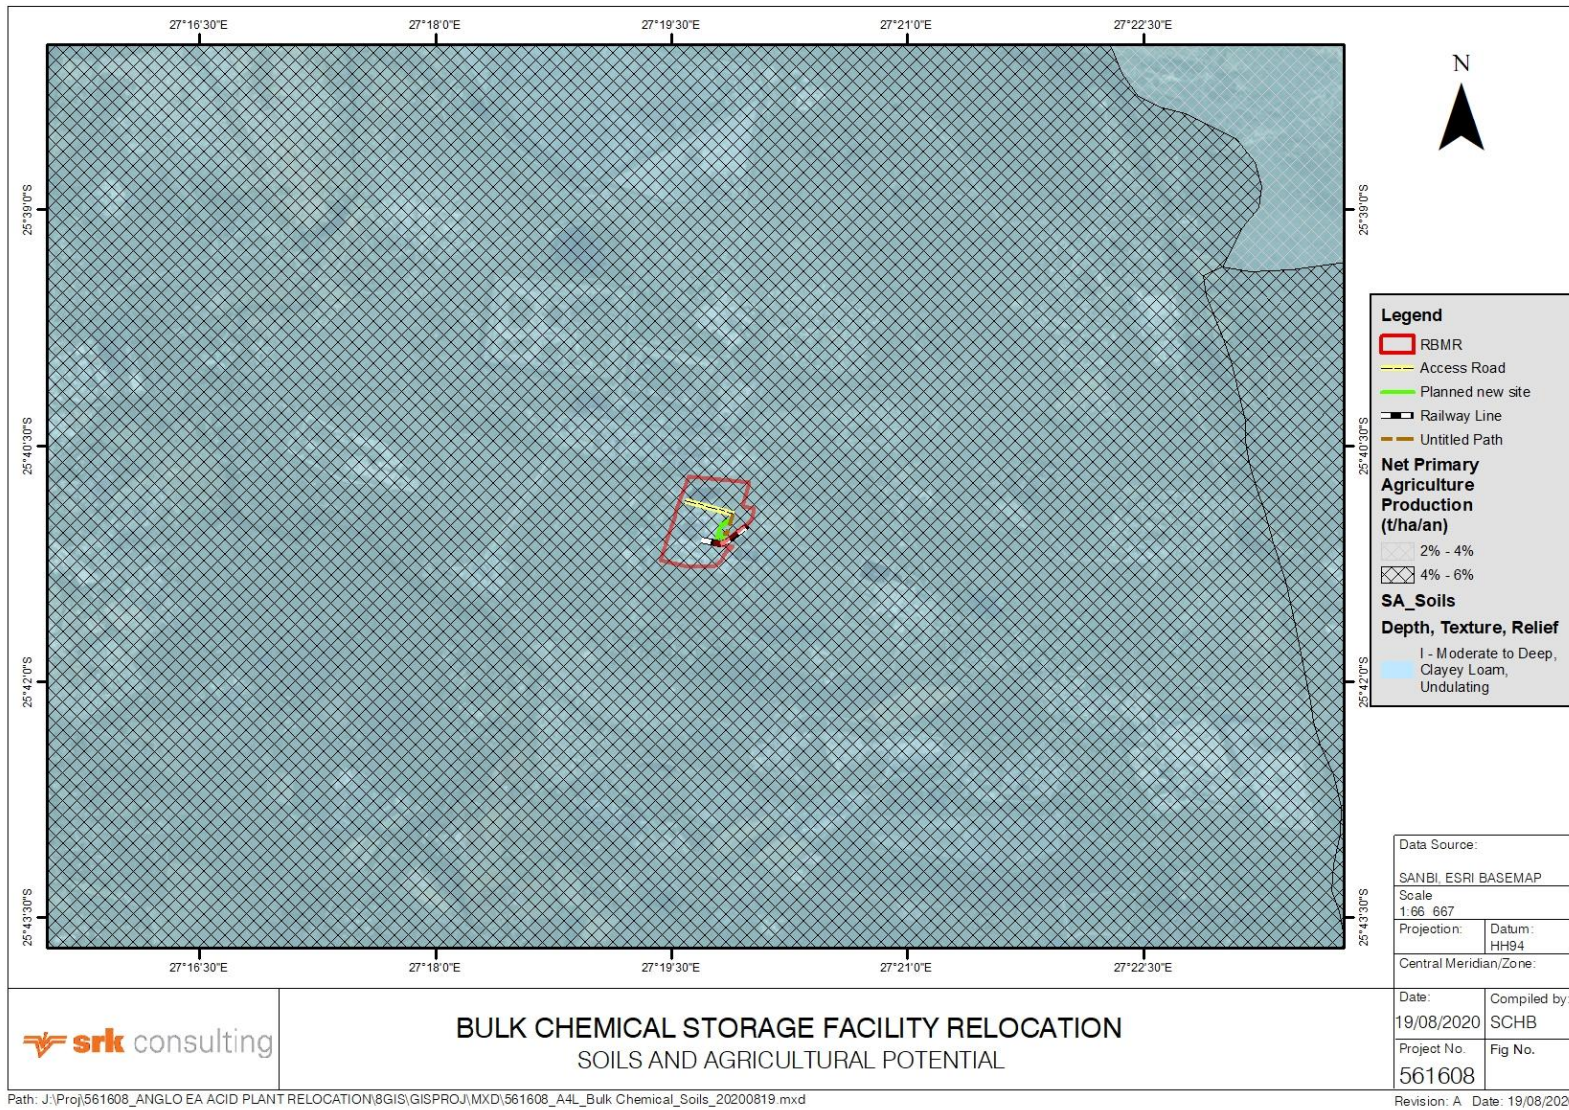 27°16'30"E 27°18'0"E 27°19'30"E 27°21'0"E 27°22'30"E
N
25°39'0"S 25°39'0"S
25°40'30"S 25°40'30"S
25°42'0"S 25°42'0"S
25°43'30"S 25°43'30"S
27°16'30"E 27°18'0"E 27°19'30"E 27°21'0"E 27°22'30"E
Legend
RBMR
Access Road
Planned new site
Railway Line
Untitled Path
Net Primary
Agriculture
Production
(t/ha/an)
2% - 4%
4% - 6%
SA_Soils
Depth, Texture, Relief
I - Moderate to Deep,
Clayey Loam,
Undulating
Data Source:
SANBI, ESRI BASEMAP
Scale
1:66 667
Projection: Datum:
HH94
Central Meridian/Zone:
Date: Compiled by:
19/08/2020 SCHB
Project No. Fig No.
561608
srk consulting
BULK CHEMICAL STORAGE FACILITY RELOCATION
SOILS AND AGRICULTURAL POTENTIAL
Path: J:\Proj\561608_ANGLO EA ACID PLANT RELOCATION\8GIS\GISPROJ\MXD\561608_A4L_Bulk Chemical_Soils_20200819.mxd
Revision: A Date: 19/08/2020